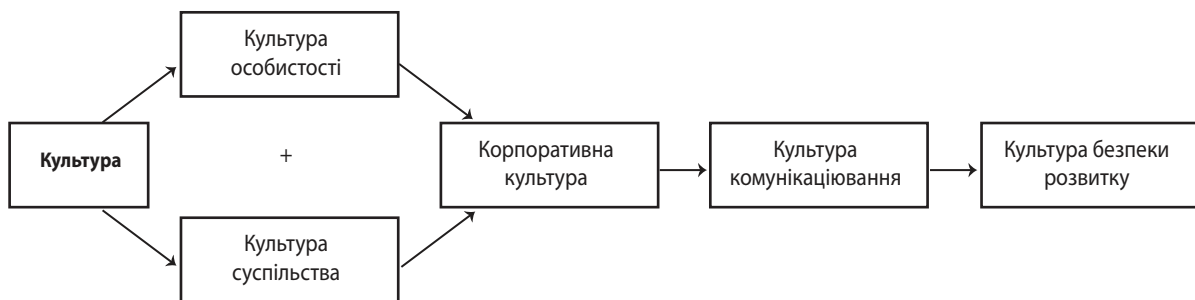 Культура
особистості
Культура
+
Корпоративна
культура
Культура
комунікаціювання
Культура безпеки
розвитку
Культура
суспільства